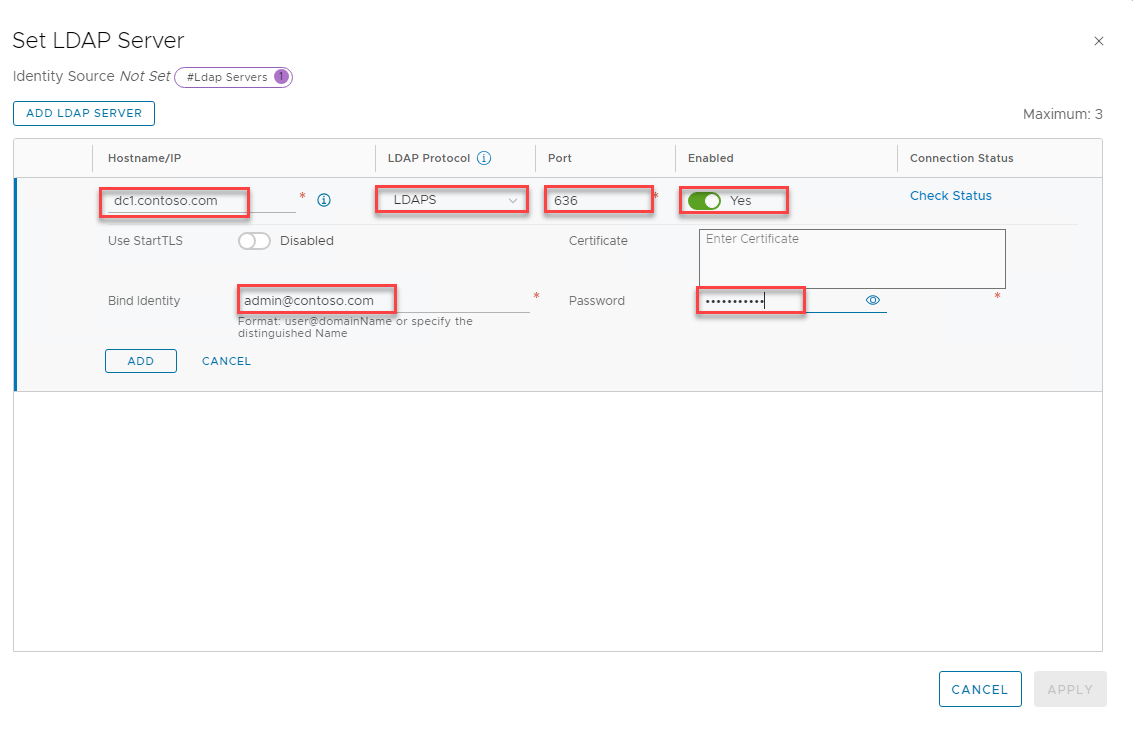 Set LDAP Server
Identity Source Not Set #Ldap Servers 1
ADD LDAP SERVER
Maximum: 3
Hostname/IP LDAP Protocol Port Enabled Connection Status
dc1.contoso.com * LDAPS 636 * Yes Check Status
Use StartTLS Disabled Certificate Enter Certificate
Bind Identity admin@contoso.com * Password ••••••••••• *
Format: user@domainName or specify the
distinguished Name
ADD CANCEL
CANCEL APPLY